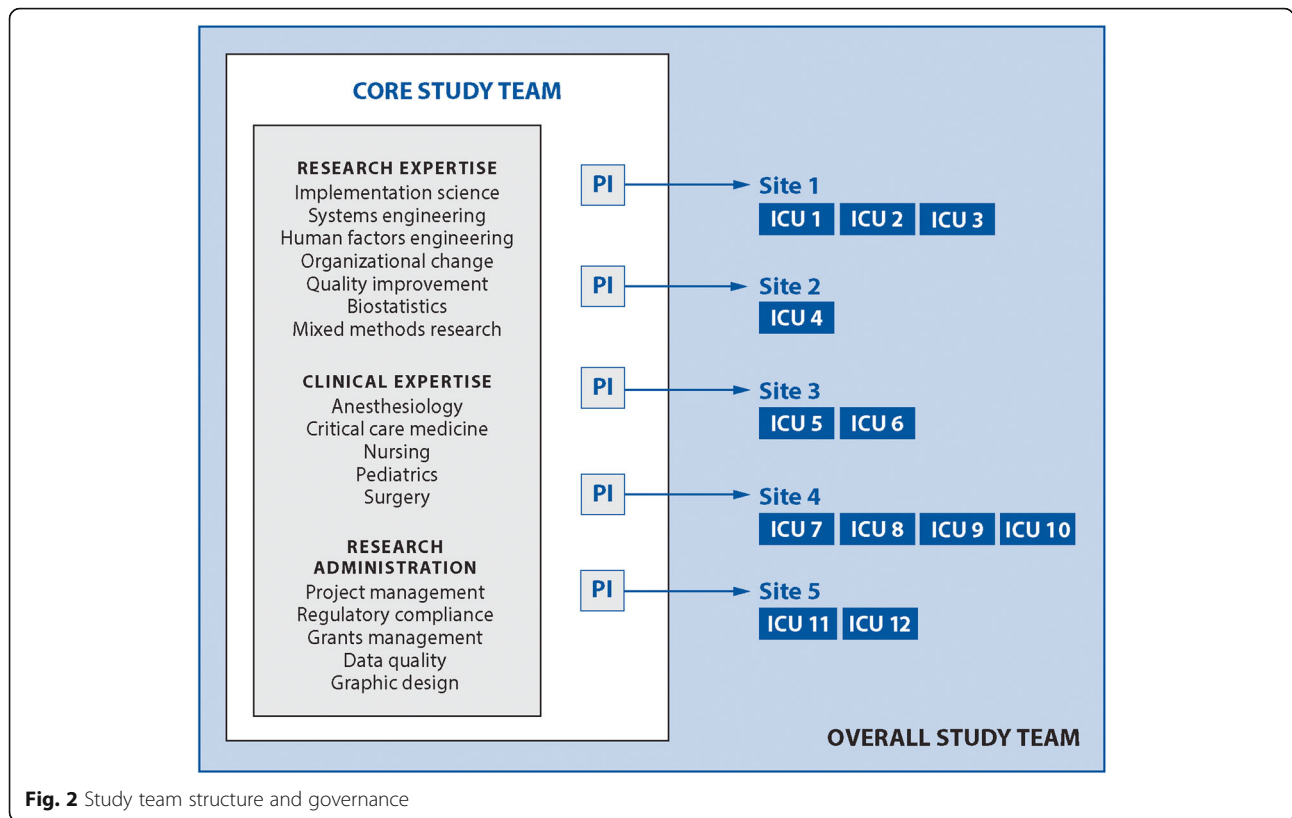 CORE STUDY TEAM
RESEARCH EXPERTISE
Implementation science
Systems engineering
Human factors engineering
Organizational change
Quality improvement
Biostatistics
Mixed methods research
CLINICAL EXPERTISE
Anesthesiology
Critical care medicine
Nursing
Pediatrics
Surgery
RESEARCH
ADMINISTRATION
Project management
Regulatory compliance
Grants management
Data quality
Graphic design
PI
Site 1
ICU 1 ICU 2 ICU 3
PI
Site 2
ICU 4
PI
Site 3
ICU 5 ICU 6
PI
Site 4
ICU 7 ICU 8 ICU 9 ICU 10
PI
Site 5
ICU 11 ICU 12
OVERALL STUDY TEAM
Fig. 2 Study team structure and governance